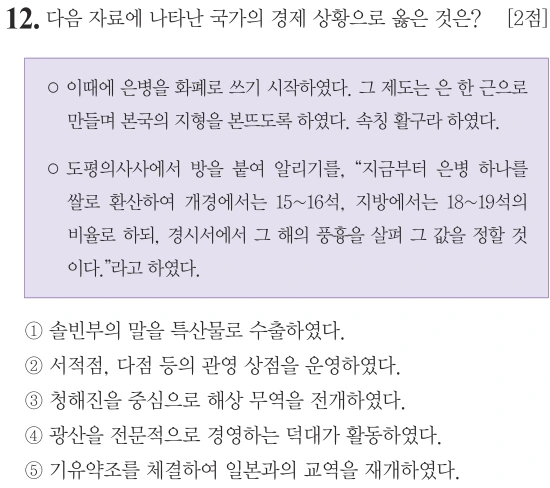 12. 다음 자료에 나타난 국가의 경제 상황으로 옳은 것은? [2점]
○ 이때에 은병을 화폐로 쓰기 시작하였다. 그 제도는 은 한 근으로
만들며 본국의 지형을 본뜨도록 하였다. 속칭 활구라 하였다.
○ 도평의사사에서 방을 붙여 알리기를, “지금부터 은병 하나를
쌀로 환산하여 개경에서는 15~16석, 지방에서는 18~19석의
비율로 하되, 경시서에서 그 해의 풍흉을 살펴 그 값을 정할 것
이다.”라고 하였다.
① 솔빈부의 말을 특산물로 수출하였다.
② 서적점, 다점 등의 관영 상점을 운영하였다.
③ 청해진을 중심으로 해상 무역을 전개하였다.
④ 광산을 전문적으로 경영하는 덕대가 활동하였다.
⑤ 기유약조를 체결하여 일본과의 교역을 재개하였다.